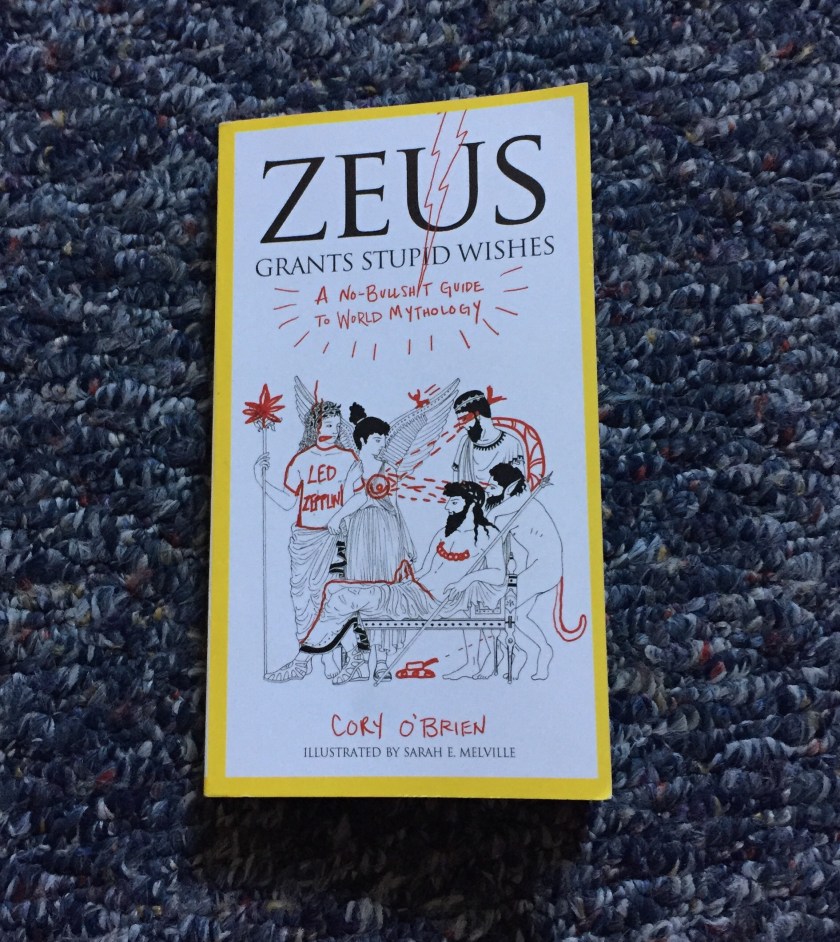 ZEUS
GRANTS STUPID WISHES
A NO-BULLSHIT GUIDE
TO WORLD MYTHOLOGY
LED
ZEPPLIN
CORY O'BRIEN
ILLUSTRATED BY SARAH E. MELVILLE